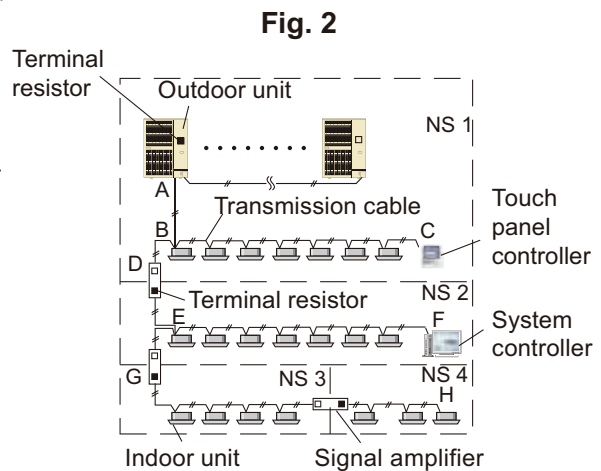 Fig. 2
Terminal
resistor
Outdoor unit
NS 1
A
Transmission cable
B
C
Touch
panel
controller
D
Terminal resistor
NS 2
E
F
System
controller
G
NS 3
NS 4
H
Indoor unit
Signal amplifier